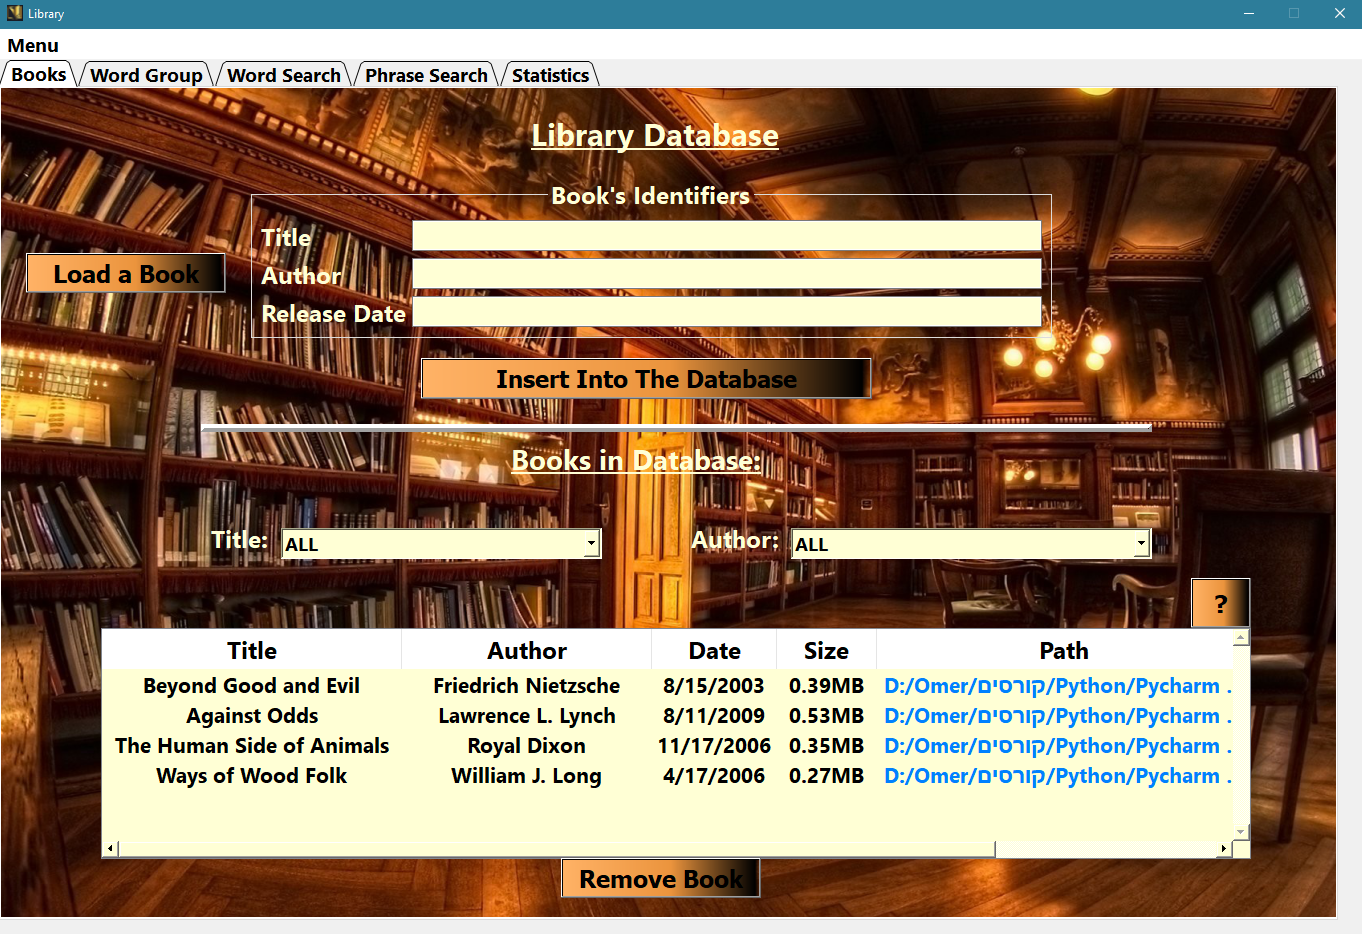 Library
Menu
Books Word Group Word Search Phrase Search Statistics
Library Database
Book's Identifiers
Title
Load a Book
Author
Release Date
Insert Into The Database
Books in Database:
Title: ALL Author: ALL
?
Title Author Date Size Path
Beyond Good and Evil Friedrich Nietzsche 8/15/2003 0.39MB D:/Omer/קורסים/Python/Pycharm .
Against Odds Lawrence L. Lynch 8/11/2009 0.53MB D:/Omer/קורסים/Python/Pycharm .
The Human Side of Animals Royal Dixon 11/17/2006 0.35MB D:/Omer/קורסים/Python/Pycharm .
Ways of Wood Folk William J. Long 4/17/2006 0.27MB D:/Omer/קורסים/Python/Pycharm .
Remove Book